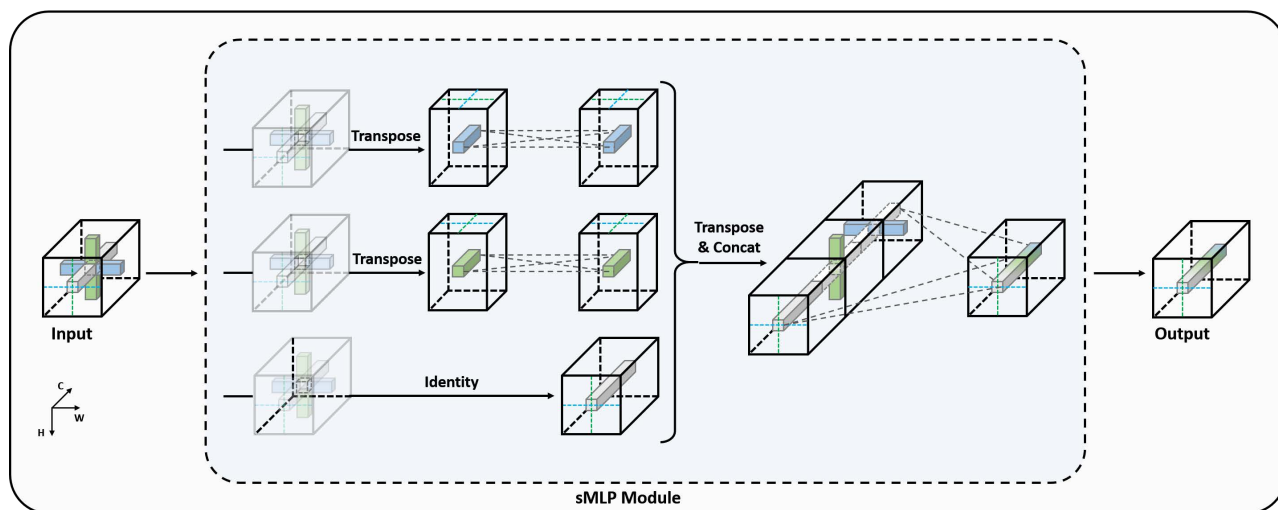 Transpose
Transpose
Transpose
& Concat
Input
Output
Identity
C
W
H
sMLP Module